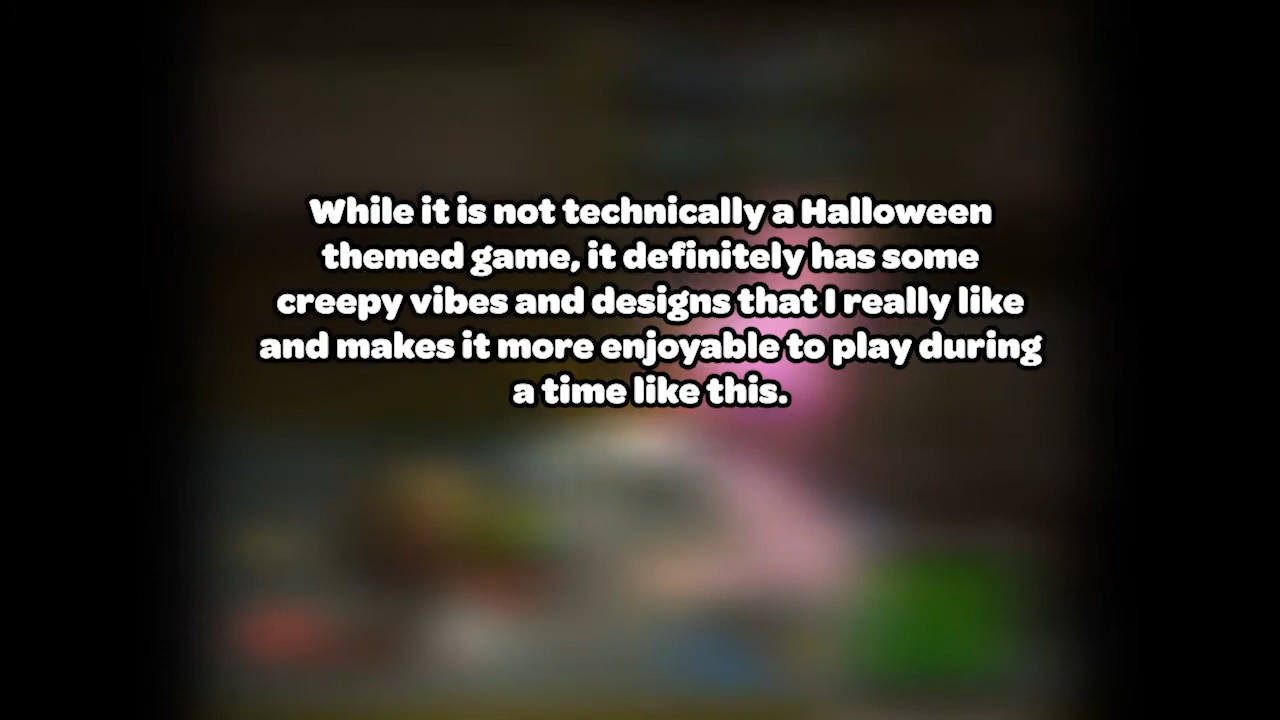 While it is not technically a Halloween
themed game, it definitely has some
creepy vibes and designs that I really like
and makes it more enjoyable to play during
a time like this.